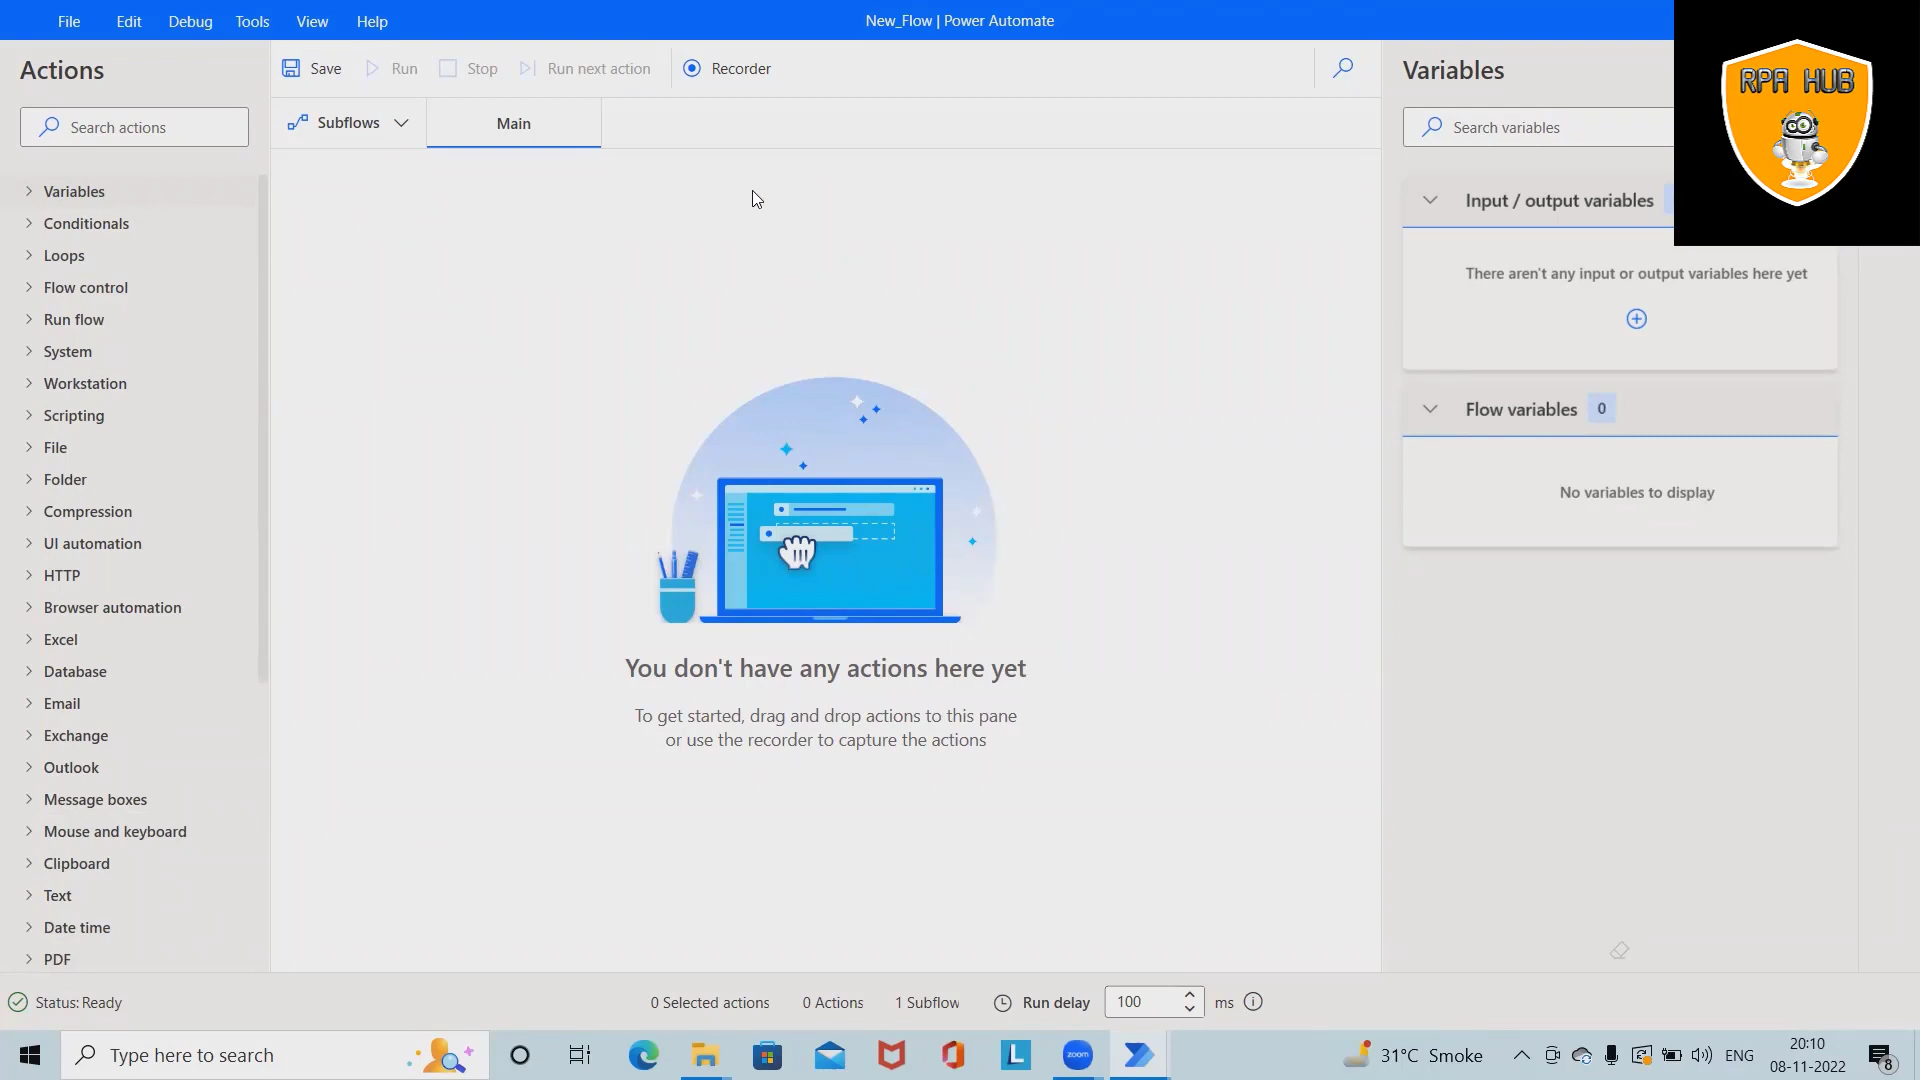 File Edit Debug Tools View Help
New_Flow | Power Automate
RPA HUB
Actions
Search actions
Variables
Conditionals
Loops
Flow control
Run flow
System
Workstation
Scripting
File
Folder
Compression
UI automation
HTTP
Browser automation
Excel
Database
Email
Exchange
Outlook
Message boxes
Mouse and keyboard
Clipboard
Text
Date time
PDF
Save Run Stop Run next action Recorder
Subflows Main
You don't have any actions here yet
To get started, drag and drop actions to this pane
or use the recorder to capture the actions
Variables
Search variables
Input / output variables
There aren't any input or output variables here yet
Flow variables 0
No variables to display
Status: Ready 0 Selected actions 0 Actions 1 Subflow Run delay 100 ms
Type here to search
L
zoom
31°C Smoke
ENG
20:10
08-11-2022
8